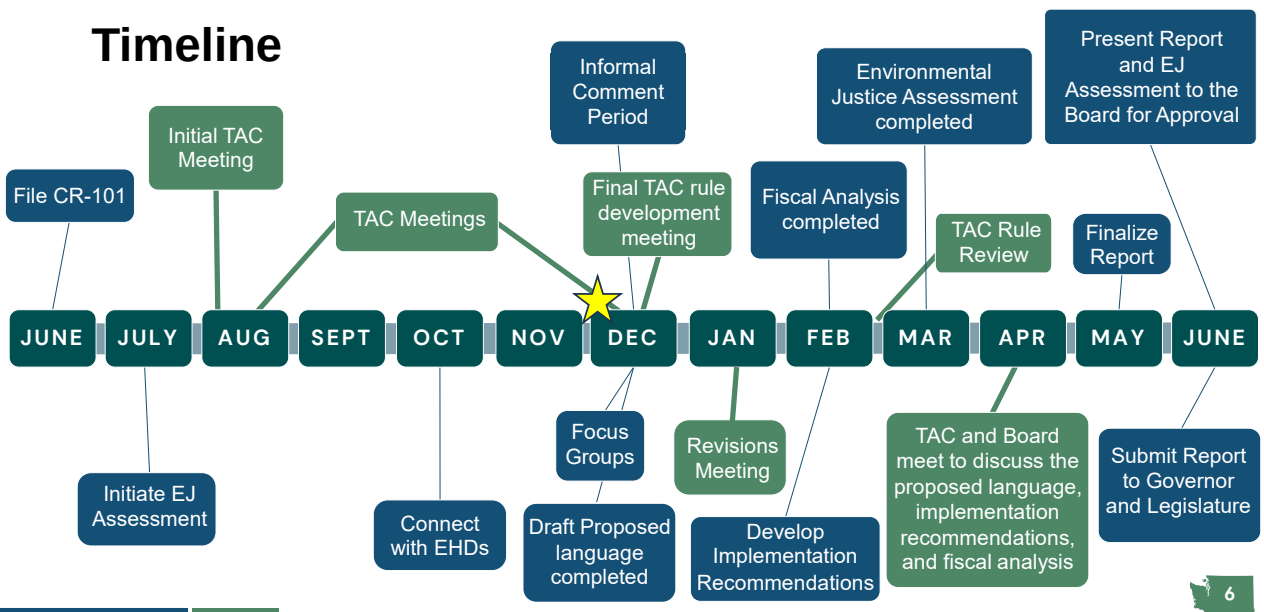 Timeline
File CR-101
Initial TAC
Meeting
TAC Meetings
Informal
Comment
Period
Final TAC rule
development
meeting
Fiscal Analysis
completed
Environmental
Justice Assessment
completed
TAC Rule
Review
Present Report
and EJ
Assessment to the
Board for Approval
Finalize
Report
JUNE JULY AUG SEPT OCT NOV DEC JAN FEB MAR APR MAY JUNE
Initiate EJ
Assessment
Connect
with EHDs
Focus
Groups
Draft Proposed
language
completed
Revisions
Meeting
Develop
Implementation
Recommendations
TAC and Board
meet to discuss the
proposed language,
implementation
recommendations,
and fiscal analysis
Submit Report
to Governor
and Legislature
6